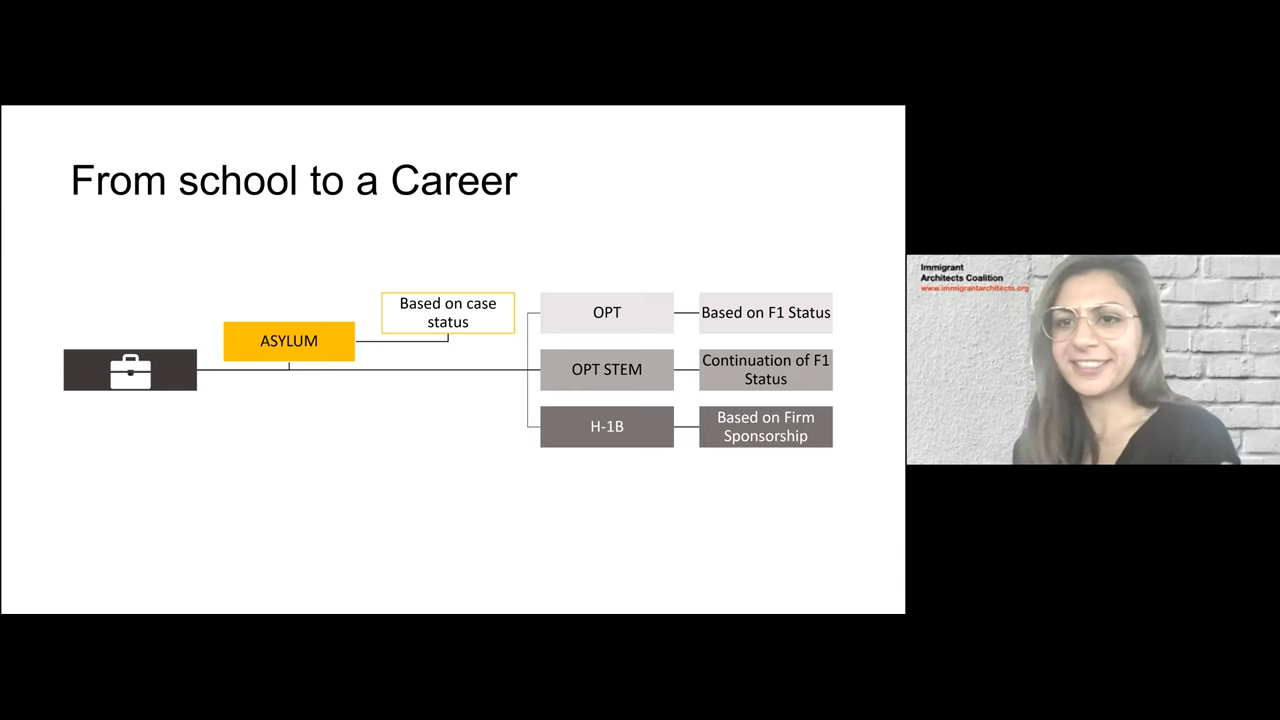 From school to a Career
ASYLUM
Based on case
status
OPT
Based on F1 Status
OPT STEM
Continuation of F1
Status
H-1B
Based on Firm
Sponsorship
Immigrant
Architects Coalition
www.immigrantarchitects.org